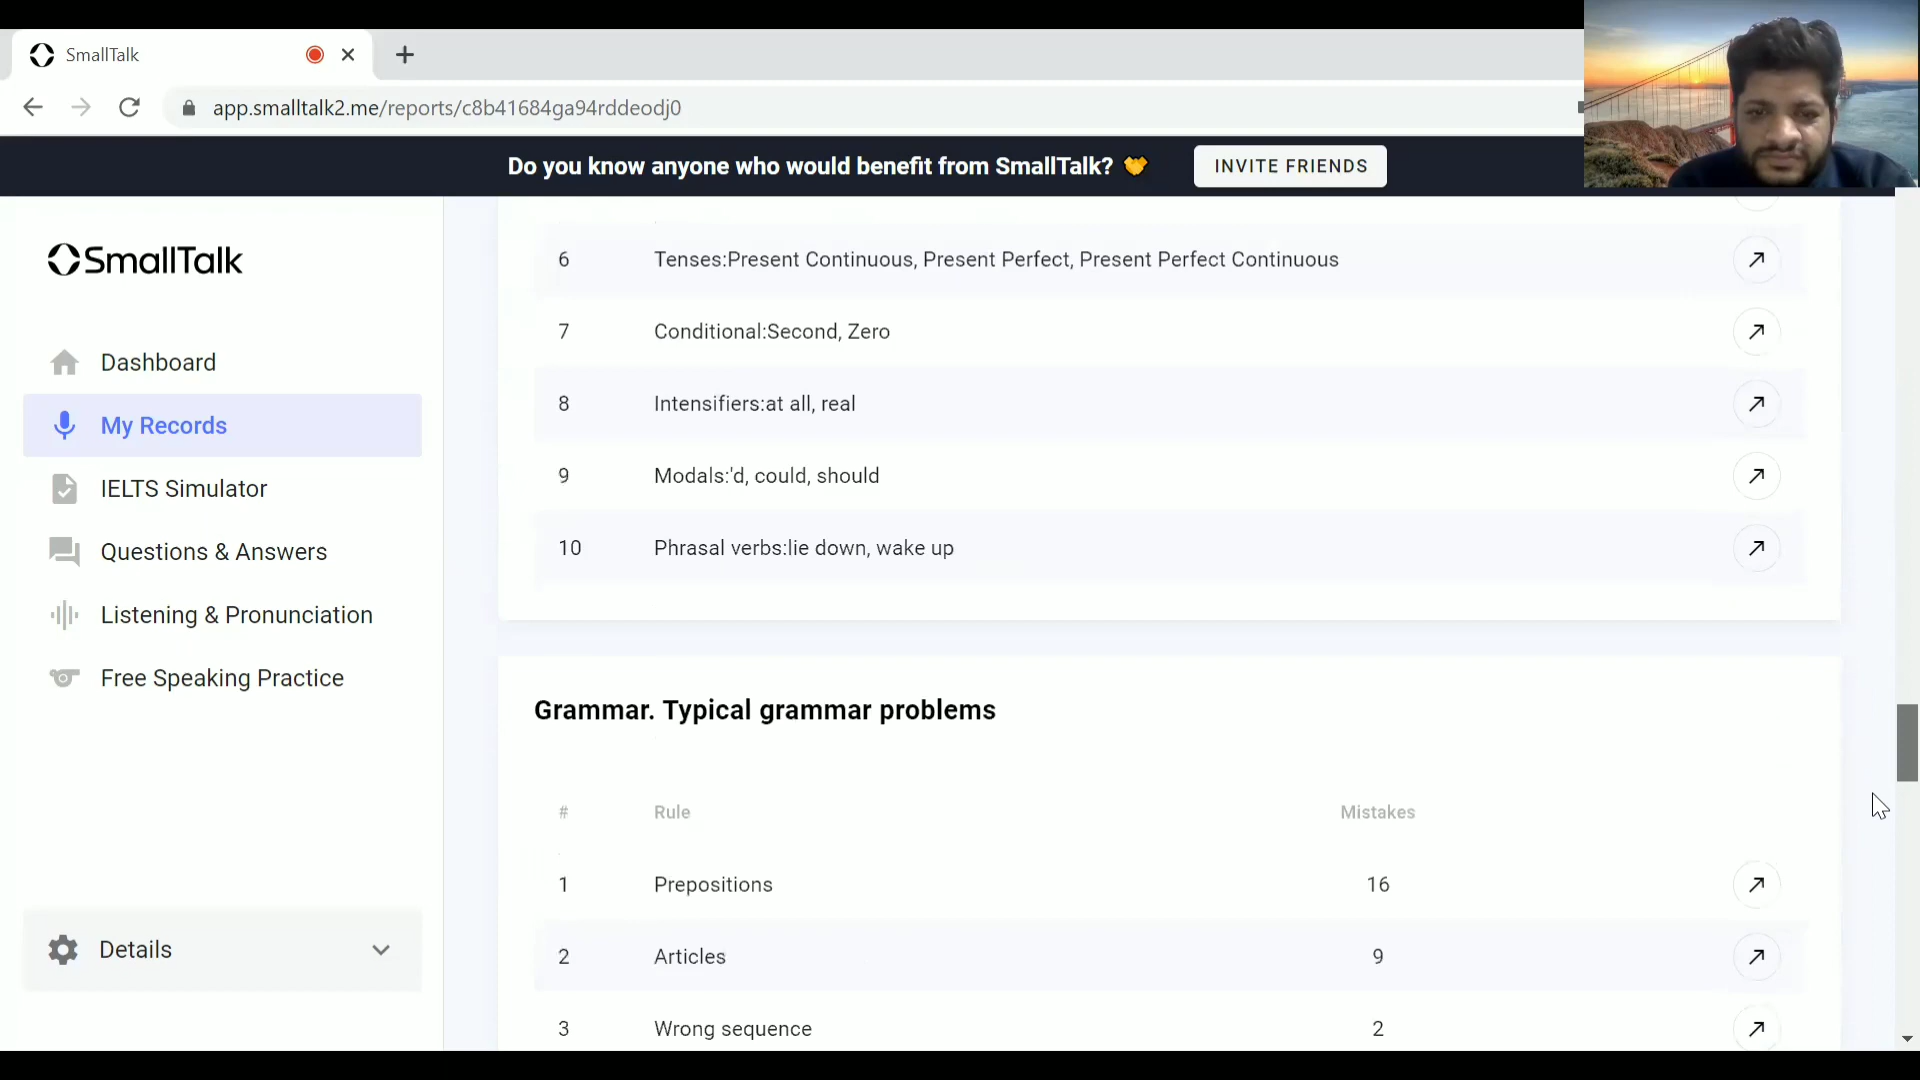 SmallTalk
app.smalltalk2.me/reports/c8b41684ga94rddeodj0
Do you know anyone who would benefit from SmallTalk?
INVITE FRIENDS
SmallTalk
Dashboard
My Records
IELTS Simulator
Questions & Answers
Listening & Pronunciation
Free Speaking Practice
Details
6 Tenses:Present Continuous, Present Perfect, Present Perfect Continuous
7 Conditional:Second, Zero
8 Intensifiers:at all, real
9 Modals:'d, could, should
10 Phrasal verbs:lie down, wake up
Grammar. Typical grammar problems
# Rule Mistakes
1 Prepositions 16
2 Articles 9
3 Wrong sequence 2